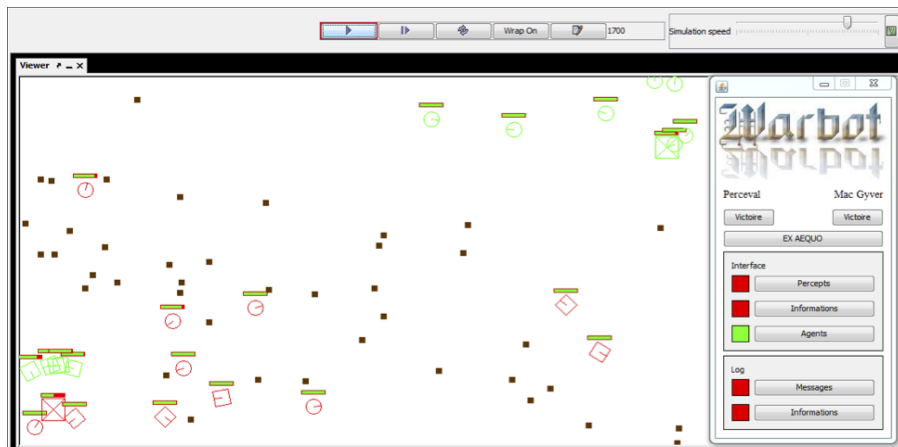 Wrap On
1700
Simulation speed
Viewer
Warbot
Perceval
Mac Gyver
Victoire
Victoire
EX AEQUO
Interface
Percepts
Informations
Agents
Log
Messages
Informations